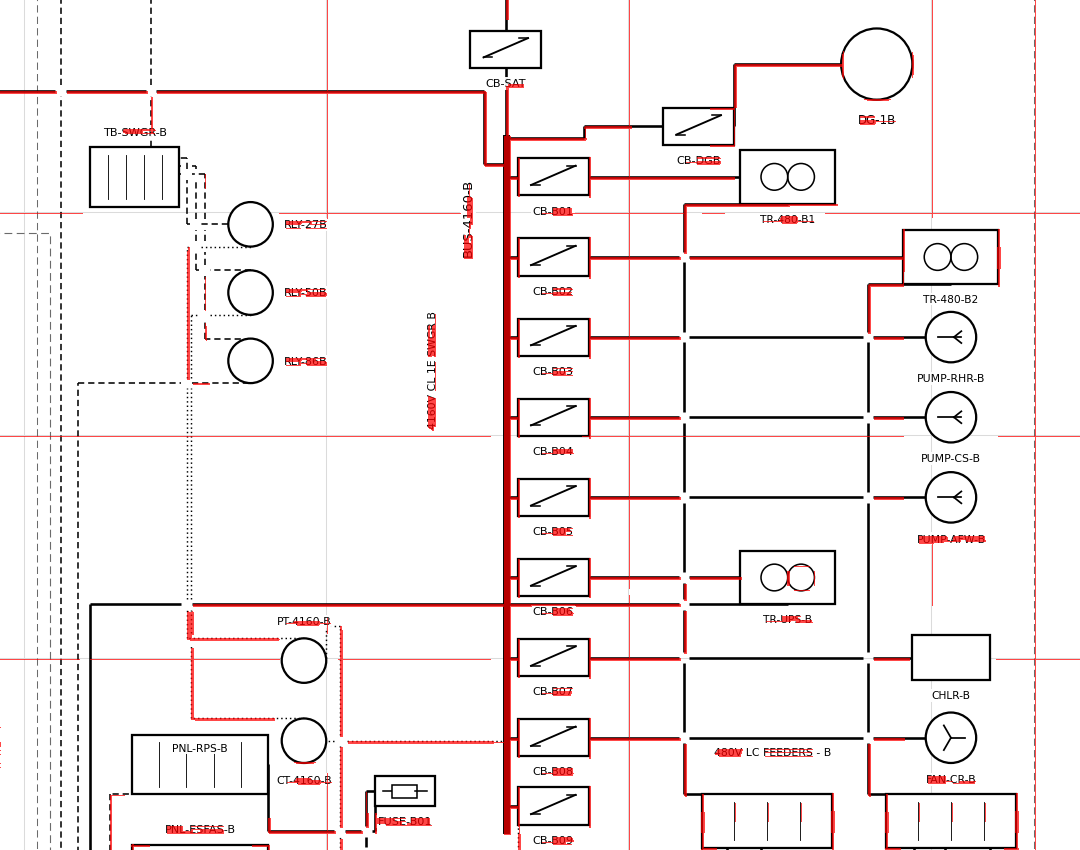 CB-SAT
DG-1B
TB-SWGR-B
CB-DGB
CB-B01
TR-480-B1
RLY-27B
BUS-4160-B
CB-B02
RLY-50B
TR-480-B2
4160V CL 1E SWGR B
RLY-86B
CB-B03
PUMP-RHR-B
CB-B04
PUMP-CS-B
CB-B05
PUMP-AFW-B
CB-B06
PT-4160-B
TR-UPS-B
CB-B07
CHLR-B
PNL-RPS-B
480V LC FEEDERS - B
CB-B08
CT-4160-B
FAN-CR-B
FUSE-B01
PNL-ESFAS-B
CB-B09